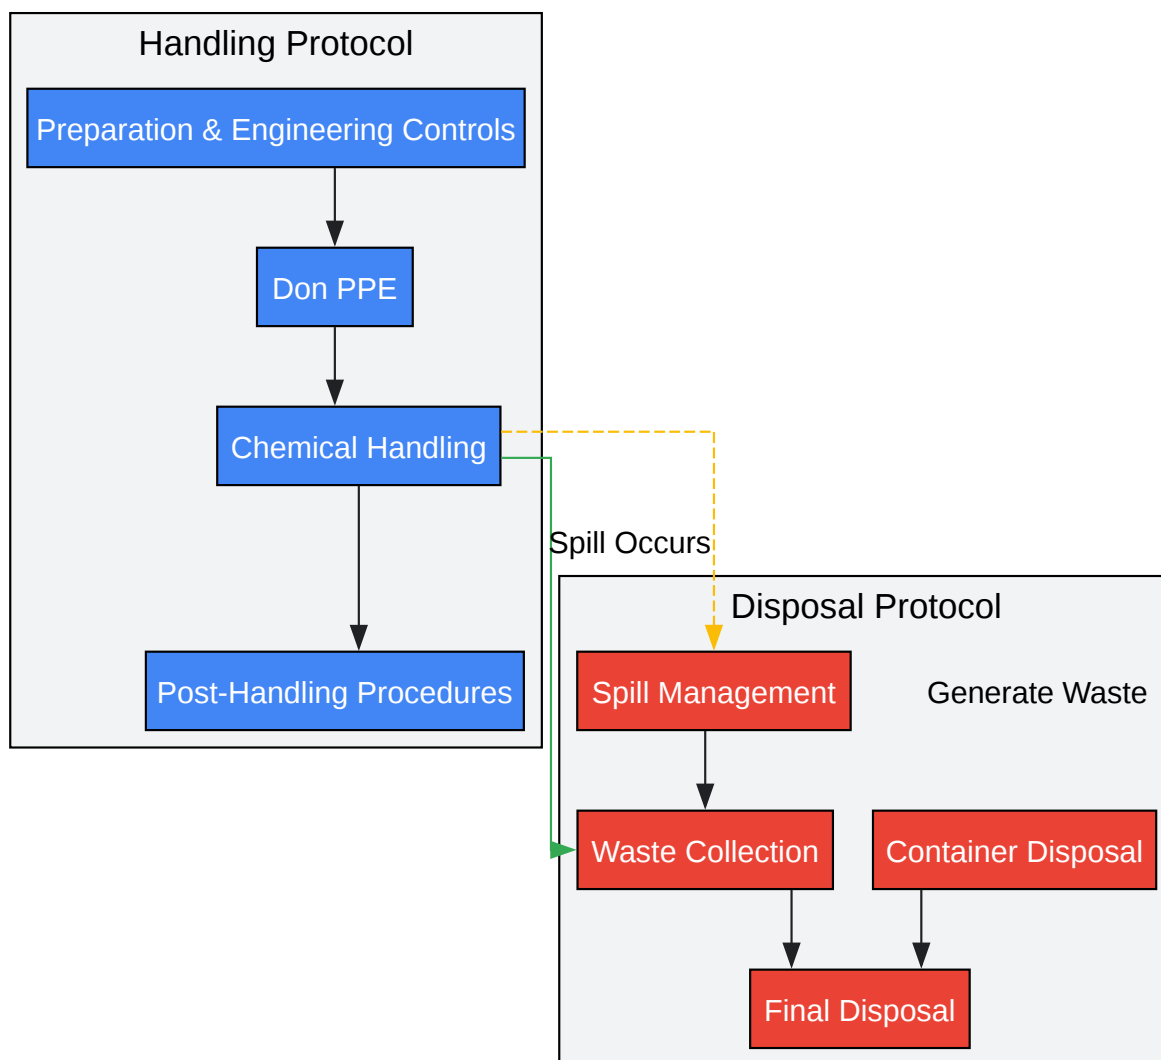 Handling Protocol
Preparation & Engineering Controls
Don PPE
Chemical Handling
Spill Occurs
Disposal Protocol
Post-Handling Procedures
Spill Management
Generate Waste
Waste Collection
Container Disposal
Final Disposal